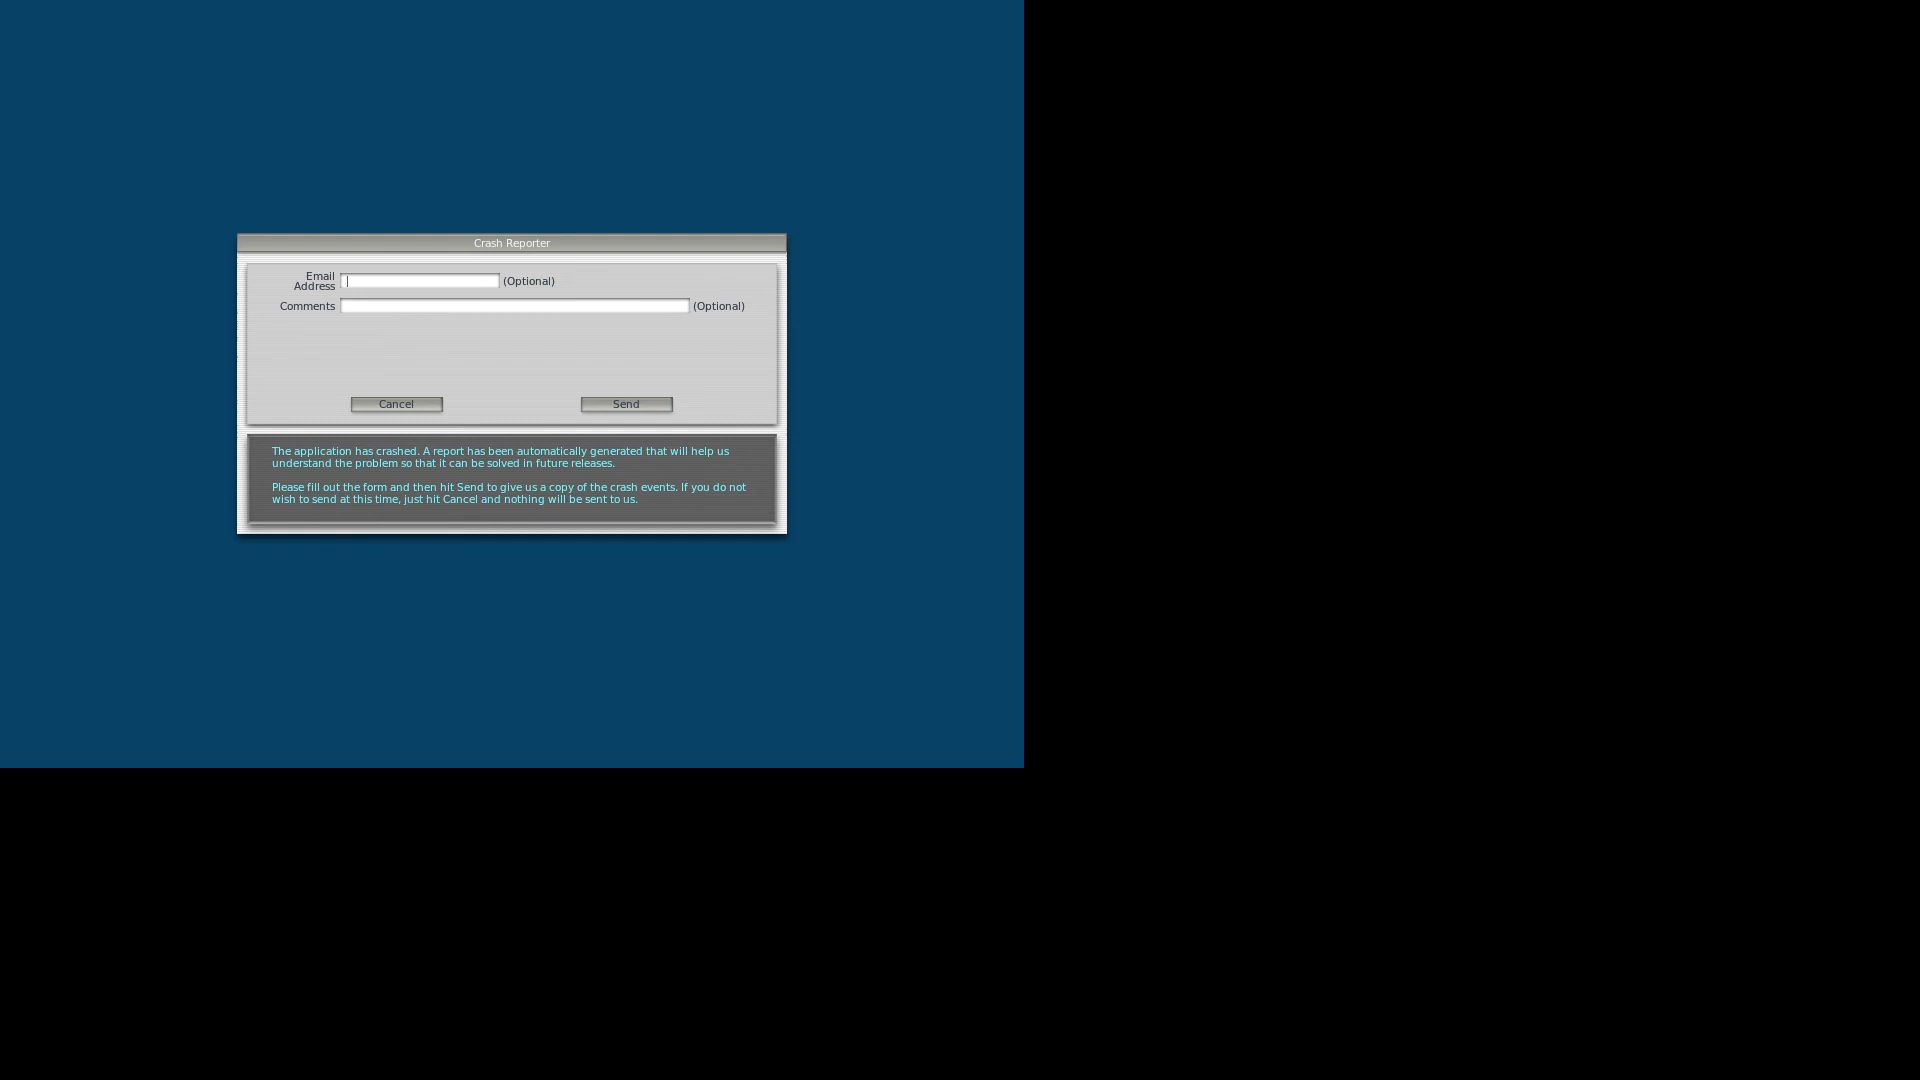 Crash Reporter
Email
Address
(Optional)
Comments
(Optional)
Cancel
Send
The application has crashed. A report has been automatically generated that will help us
understand the problem so that it can be solved in future releases.
Please fill out the form and then hit Send to give us a copy of the crash events. If you do not
wish to send at this time, just hit Cancel and nothing will be sent to us.